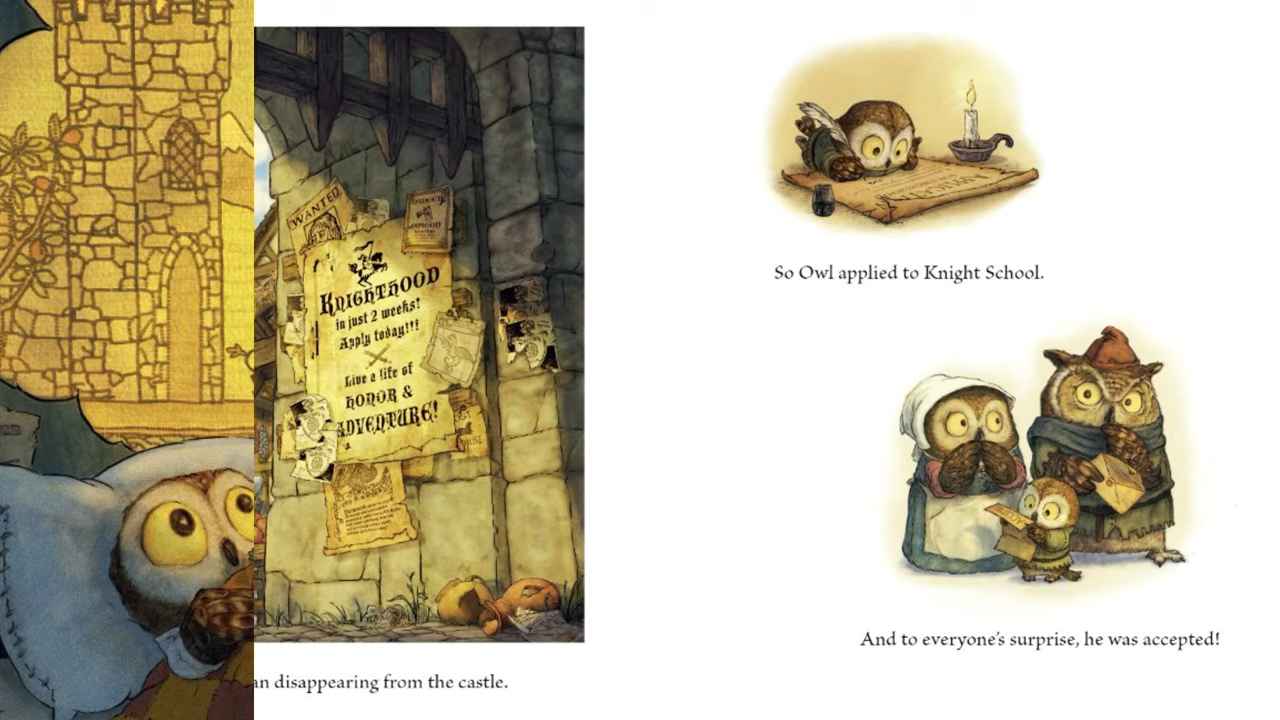 WANTED
KNIGHTHOOD
in just 2 weeks!
Apply today!!!
Live a life of
HONOR &
ADVENTURE!
an disappearing from the castle.
So Owl applied to Knight School.
And to everyone's surprise, he was accepted!